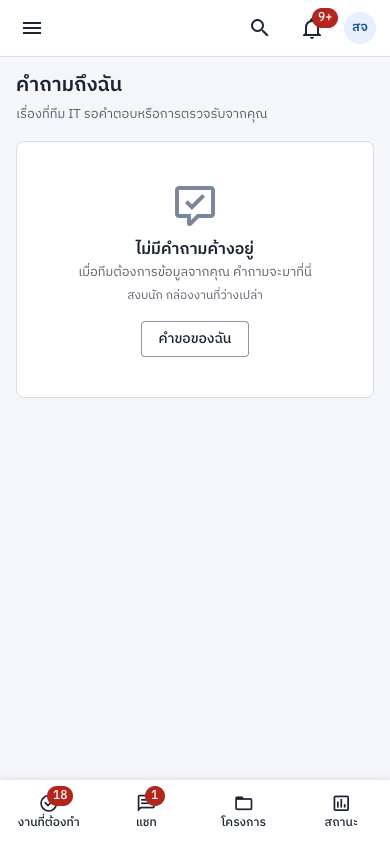 9+
สจ
คำถามถึงฉัน
เรื่องที่ทีม IT รอคำตอบหรือการตรวจรับจากคุณ
ไม่มีคำถามค้างอยู่
เมื่อทีมต้องการข้อมูลจากคุณ คำถามจะมาที่นี่
สงบนัก กล่องงานที่ว่างเปล่า
คำขอของฉัน
18
1
งานที่ต้องทำ
แชท
โครงการ
สถานะ